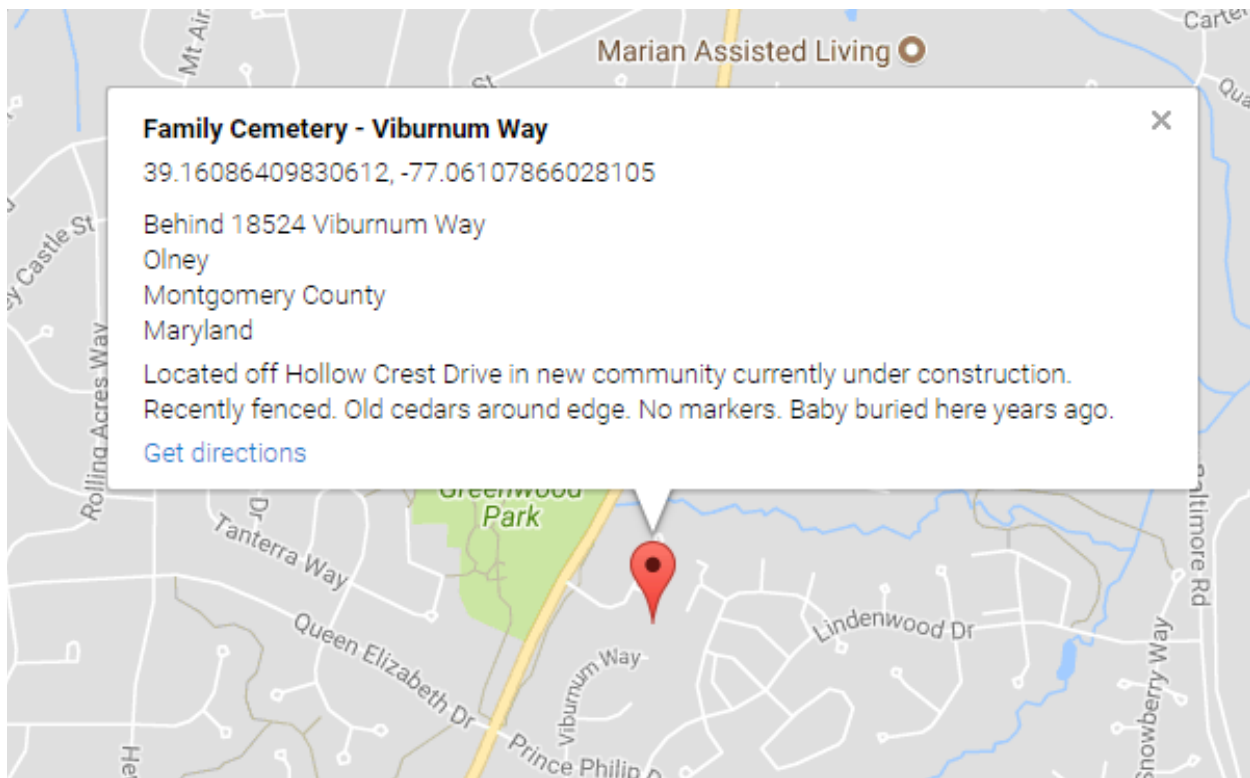 Mt Air
Carter
Marian Assisted Living
St
Qua
Family Cemetery - Viburnum Way
×
39.16086409830612, -77.06107866028105
Behind 18524 Viburnum Way
Olney
Montgomery County
Maryland
Located off Hollow Crest Drive in new community currently under construction.
Recently fenced. Old cedars around edge. No markers. Baby buried here years ago.
Get directions
y Castle St
Rolling Acres Way
Greenwood
Park
Dr
Tanterra Way
Baltimore Rd
Queen Elizabeth Dr
Lindenwood Dr
Viburnum Way
Snowberry Way
Prince Philip D
He